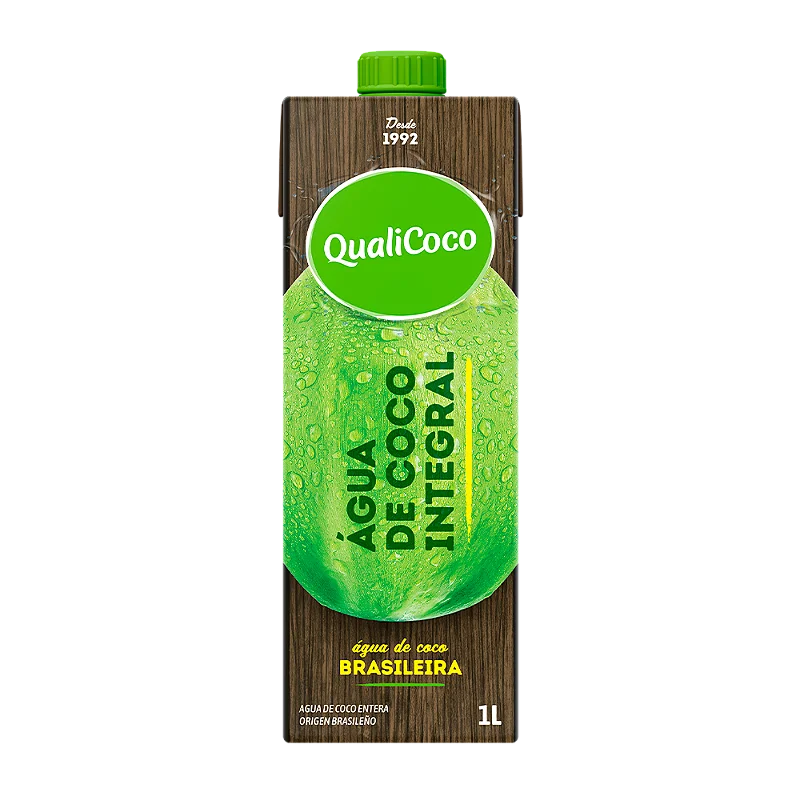 Desde
1992
QualiCoco
ÁGUA
DE COCO
INTEGRAL
água de coco
BRASILEIRA
AGUA DE COCO ENTERA
ORIGEN BRASILEÑO
1L